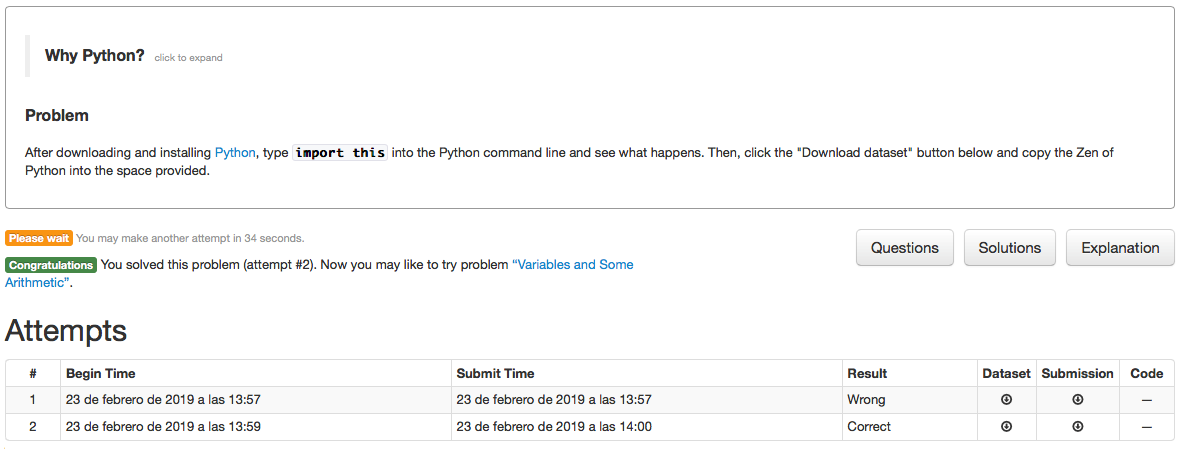 Why Python? click to expand
Problem
After downloading and installing Python, type import this into the Python command line and see what happens. Then, click the "Download dataset" button below and copy the Zen of
Python into the space provided.
Please wait You may make another attempt in 34 seconds.
Questions Solutions Explanation
Congratulations You solved this problem (attempt #2). Now you may like to try problem “Variables and Some
Arithmetic”.
Attempts
# Begin Time Submit Time Result Dataset Submission Code
1 23 de febrero de 2019 a las 13:57 23 de febrero de 2019 a las 13:57 Wrong —
2 23 de febrero de 2019 a las 13:59 23 de febrero de 2019 a las 14:00 Correct —